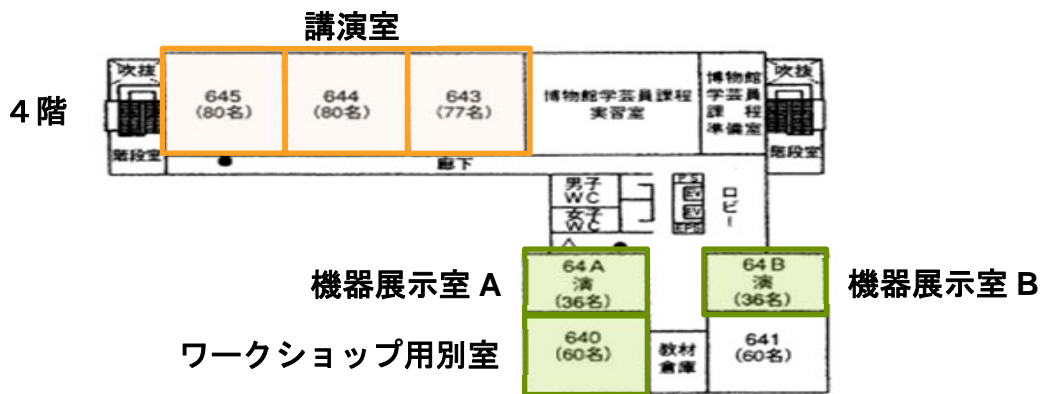 講演室
4階
吹抜
階段室
645
(80名)
644
(80名)
643
(77名)
博物館学芸員課程
実習室
博物館
学芸員
課程
準備室
吹抜
階段室
廊下
男子
WC
女子
WC
PS
EV
EV
EPS
ロビー
機器展示室 A
64A
演
(36名)
64B
演
(36名)
機器展示室 B
ワークショップ用別室
640
(60名)
教材
倉庫
641
(60名)